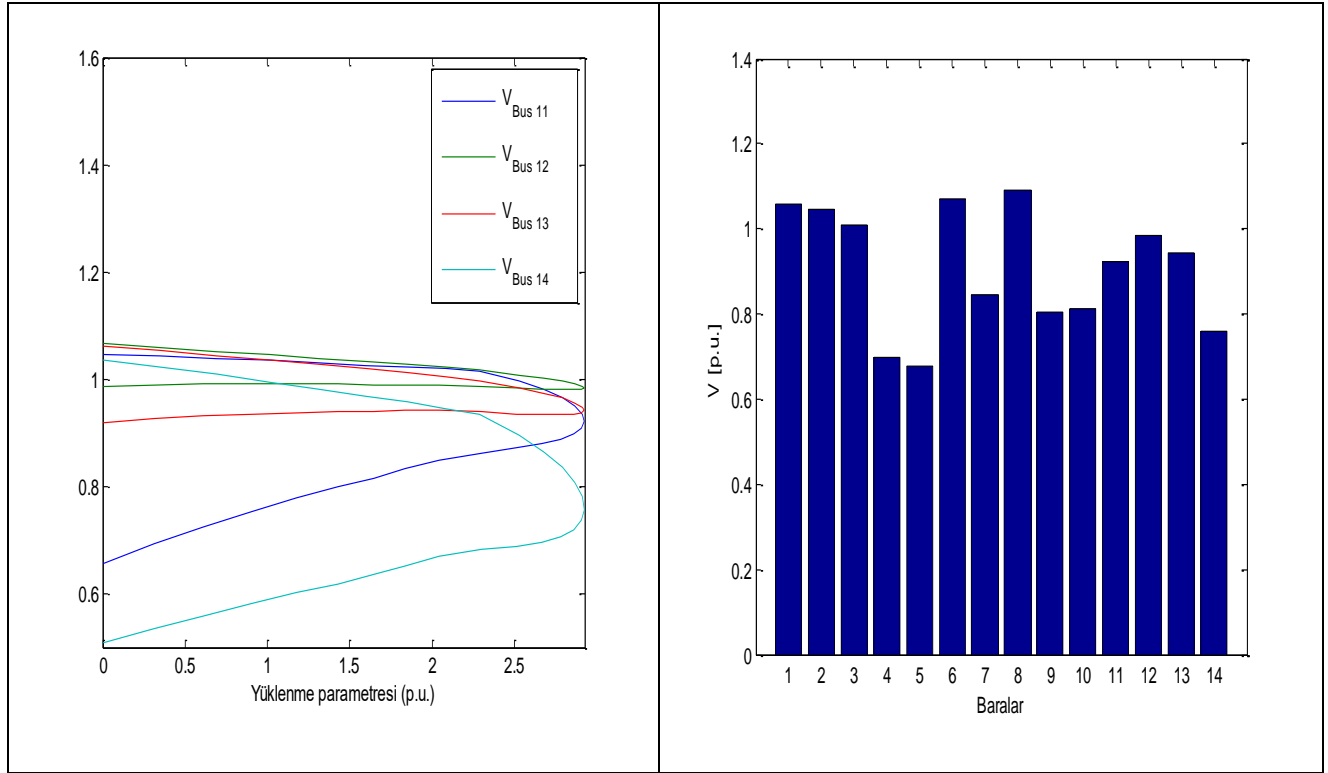 1.6
1.4
1.2
1
0.8
0.6
0 0.5 1 1.5 2 2.5
Yüklenme parametresi (p.u.)
V Bus 11
V Bus 12
V Bus 13
V Bus 14
1.4
1.2
1
0.8
0.6
0.4
0.2
0
V [p.u.]
1 2 3 4 5 6 7 8 9 10 11 12 13 14
Baralar